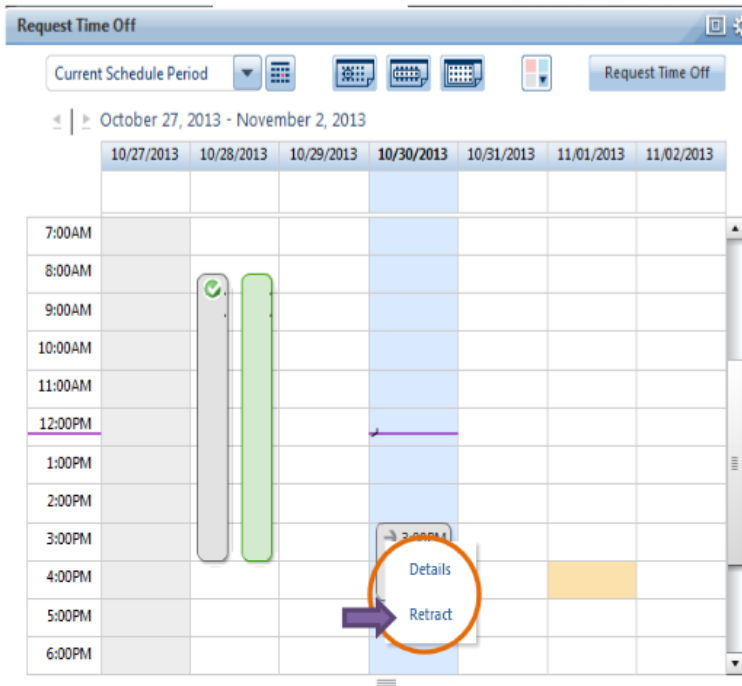 Request Time Off
Current Schedule Period
Request Time Off
October 27, 2013 - November 2, 2013
10/27/2013 10/28/2013 10/29/2013 10/30/2013 10/31/2013 11/01/2013 11/02/2013
7:00AM
8:00AM
9:00AM
10:00AM
11:00AM
12:00PM
1:00PM
2:00PM
3:00PM 3:00PM
4:00PM Details
5:00PM Retract
6:00PM